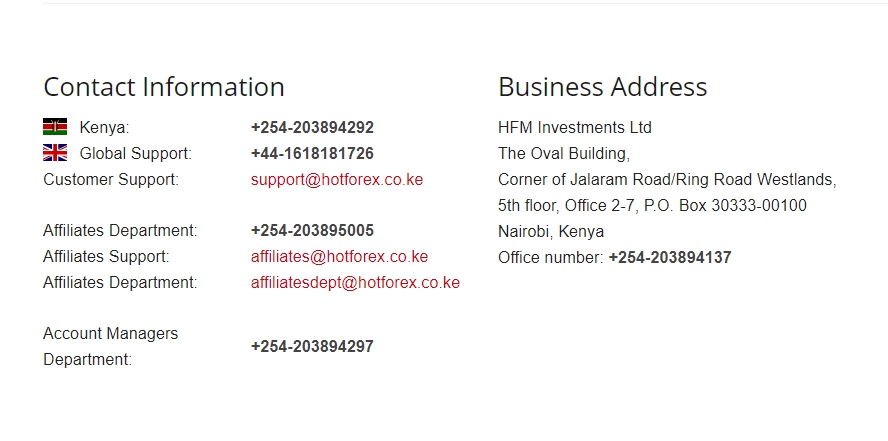 Contact Information
Kenya: +254-203894292
Global Support: +44-1618181726
Customer Support: support@hotforex.co.ke
Affiliates Department: +254-203895005
Affiliates Support: affiliates@hotforex.co.ke
Affiliates Department: affiliatesdept@hotforex.co.ke
Account Managers
Department: +254-203894297
Business Address
HFM Investments Ltd
The Oval Building,
Corner of Jalaram Road/Ring Road Westlands,
5th floor, Office 2-7, P.O. Box 30333-00100
Nairobi, Kenya
Office number: +254-203894137